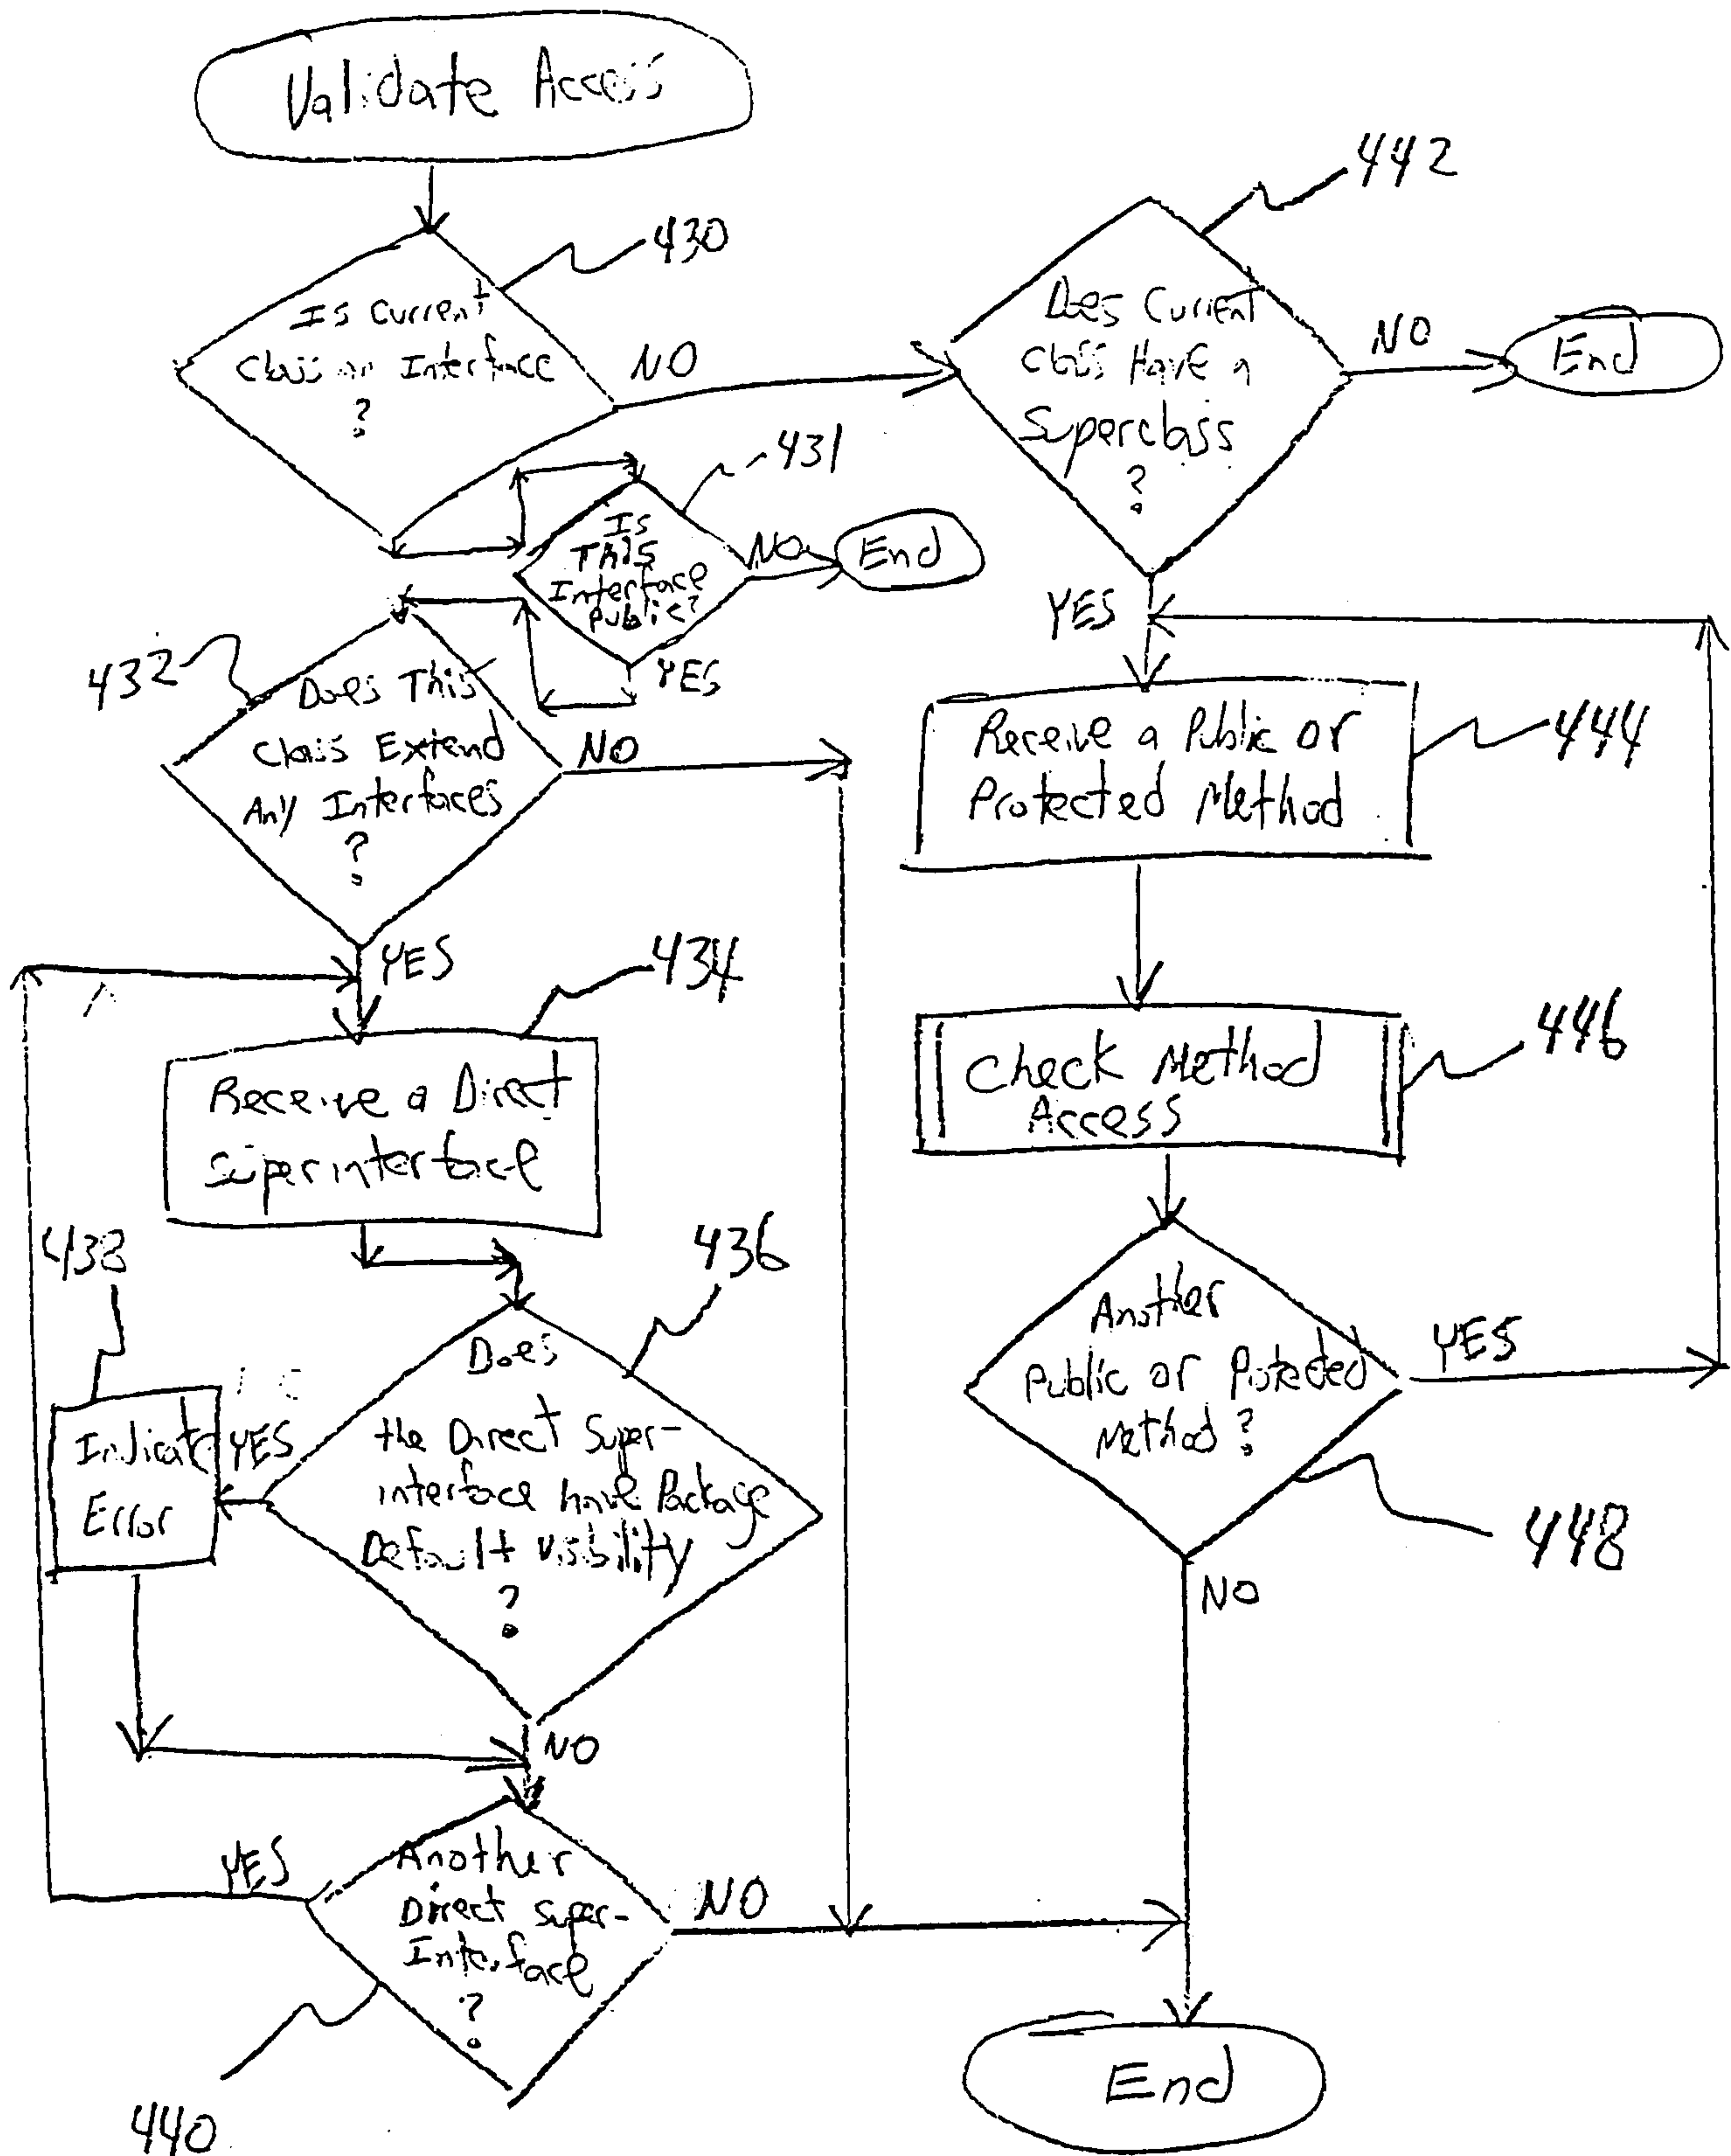 Validate Access
430
Is Current
Class an Interface
?
NO
442
Does Current
Class Have a
Superclass
?
NO
End
431
Is
This
Interface
Public?
NO
End
YES
YES
432
Does This
Class Extend
Any Interfaces
?
NO
YES
444
Receive a Public or
Protected Method
434
Receive a Direct
Superinterface
446
Check Method
Access
436
Does
the Direct Super-
interface have Package
Default Visibility
?
438
YES
Indicate
Error
NO
Another
Public or Protected
Method?
YES
448
NO
Another
Direct Super-
Interface
?
YES
NO
440
End